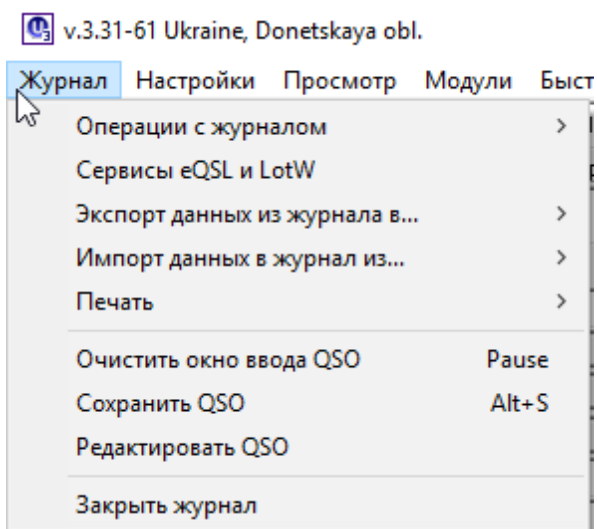 v.3.31-61 Ukraine, Donetskaya obl.
Журнал Настройки Просмотр Модули
Операции с журналом
Сервисы eQSL и LotW
Экспорт данных из журнала в...
Импорт данных в журнал из...
Печать
Очистить окно ввода QSO Pause
Сохранить QSO Alt+S
Редактировать QSO
Закрыть журнал